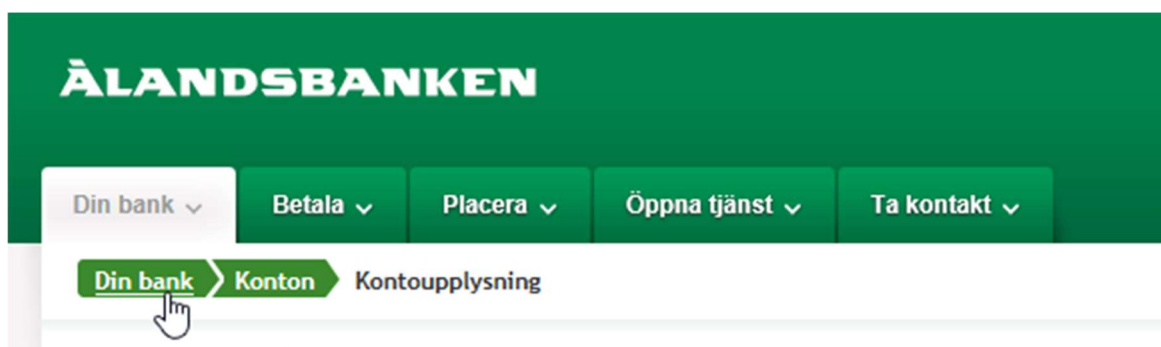 ÅLANDSBANKEN
Din bank Betala Placera Öppna tjänst Ta kontakt
Din bank Konton Kontoupplysning